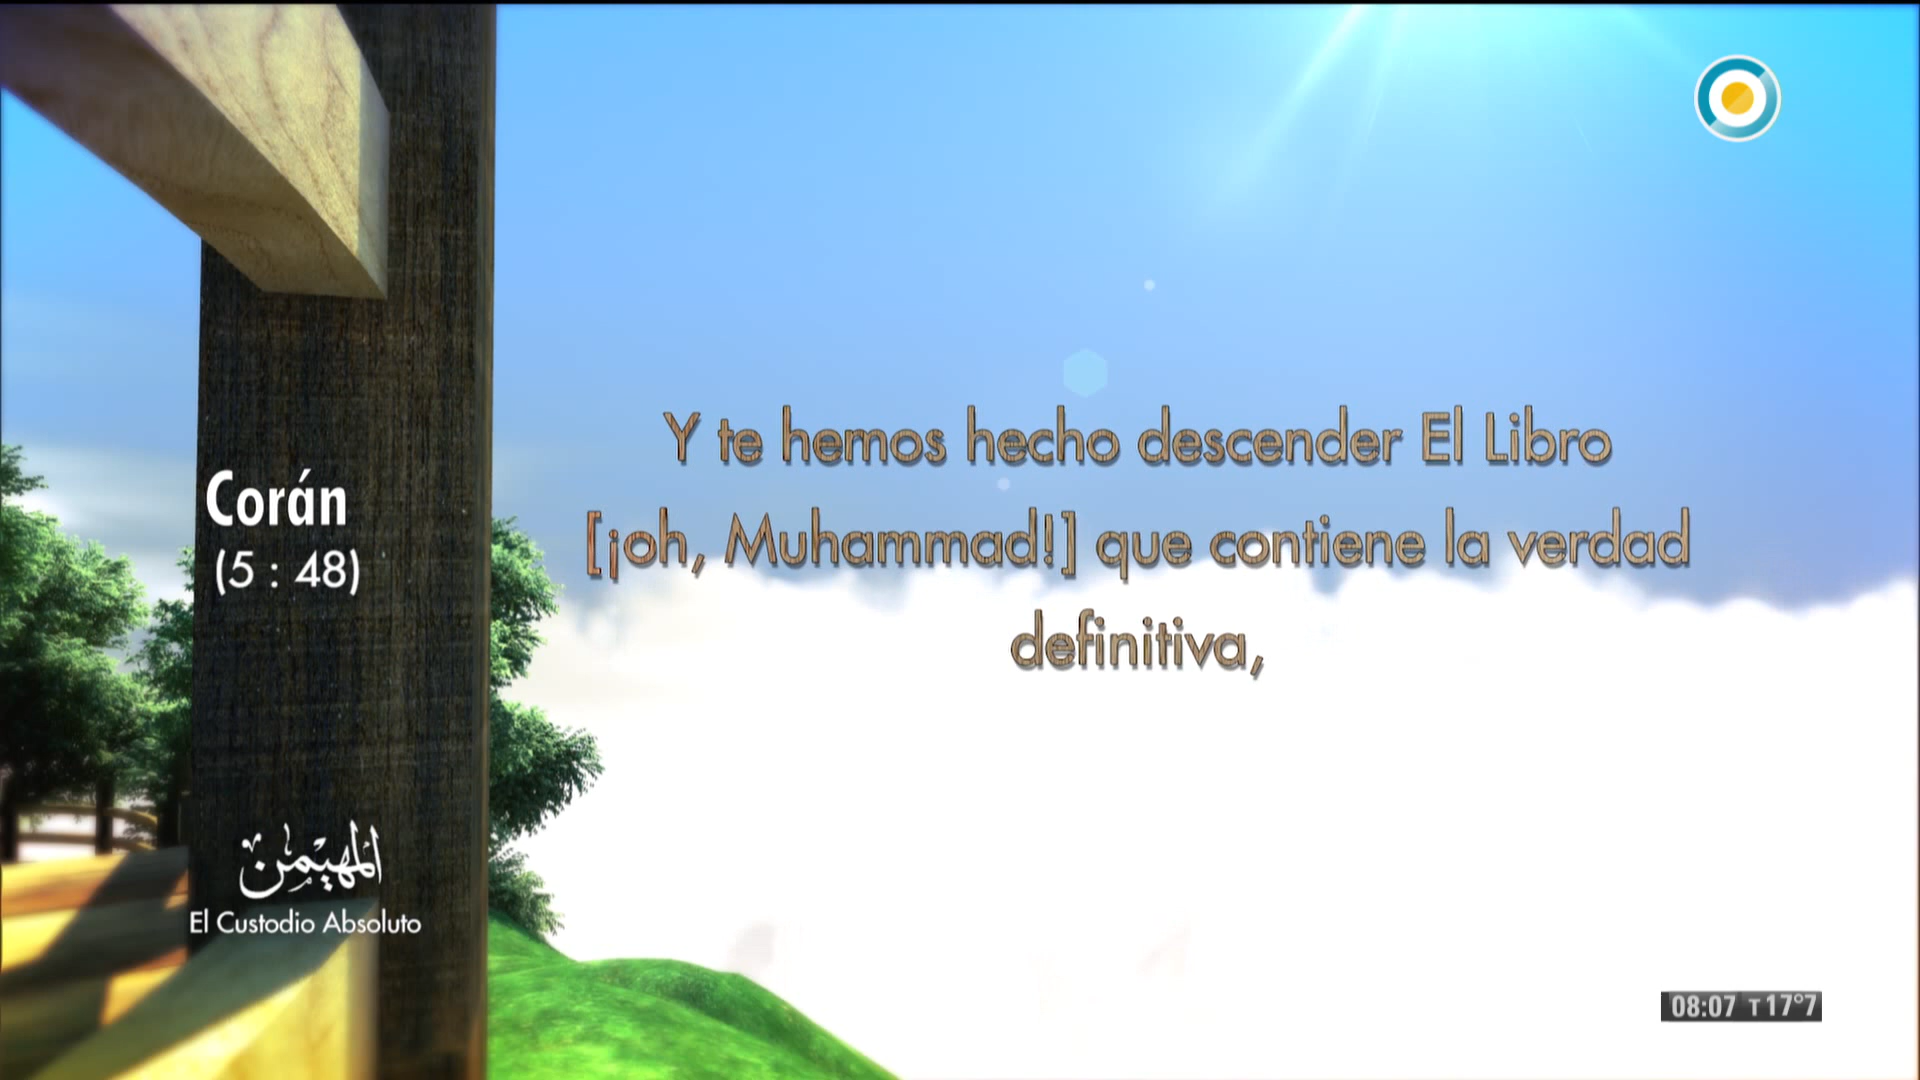 Y te hemos hecho descender El Libro
[¡oh, Muhammad!] que contiene la verdad
definitiva,
Corán
(5 : 48)
المهيمن
El Custodio Absoluto
08:07 T 17°7